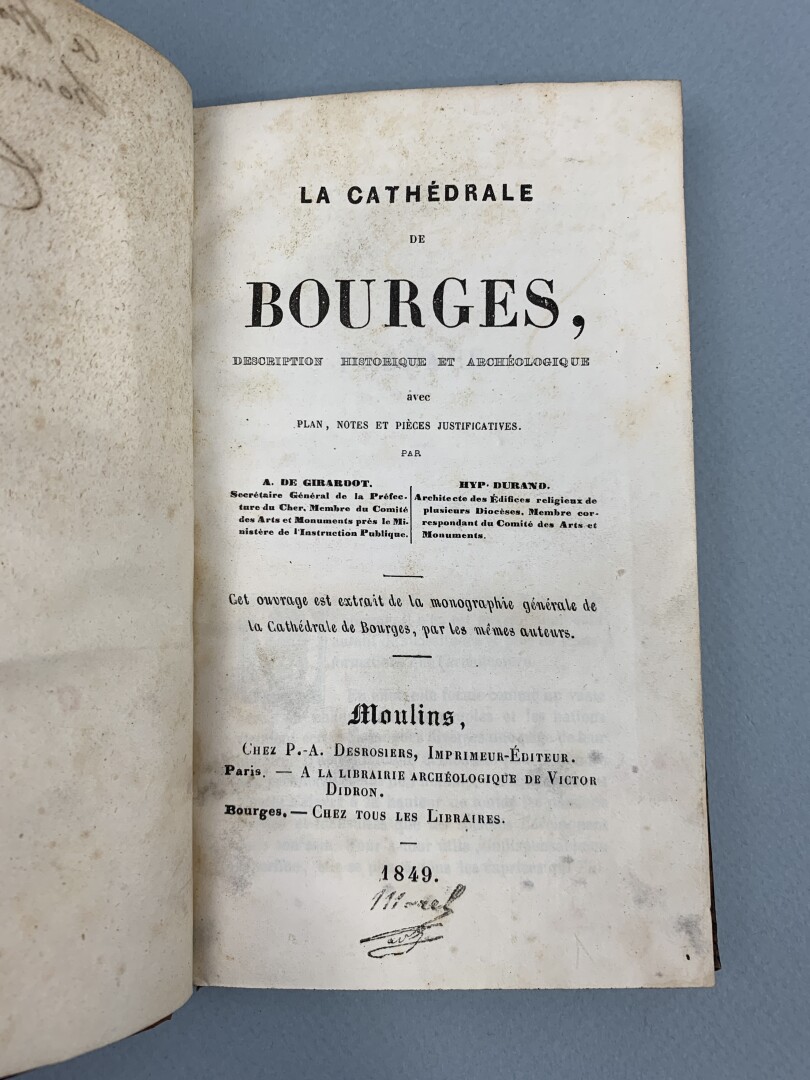 LA CATHÉDRALE
DE
BOURGES,
DESCRIPTION HISTORIQUE ET ARCHÉOLOGIQUE
avec
PLAN, NOTES ET PIÈCES JUSTIFICATIVES.
PAR
A. DE GIRARDOT.
Secrétaire Général de la Préfec-
ture du Cher, Membre du Comité
des Arts et Monuments près le Mi-
nistère de l'Instruction Publique.
HYP. DURAND.
Architecte des Édifices religieux de
plusieurs Diocèses, Membre cor-
respondant du Comité des Arts et
Monuments.
Cet ouvrage est extrait de la monographie générale de
la Cathédrale de Bourges, par les mêmes auteurs.
Moulins,
CHEZ P.-A. DESROSIERS, IMPRIMEUR-ÉDITEUR.
Paris. — A LA LIBRAIRIE ARCHÉOLOGIQUE DE VICTOR
DIDRON.
Bourges. — CHEZ TOUS LES LIBRAIRES.
1849.
Morel